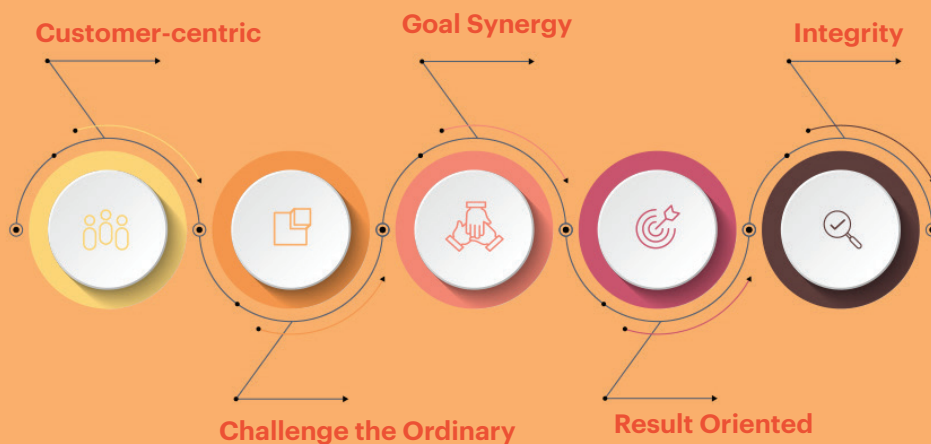 Customer-centric
Goal Synergy
Integrity
Challenge the Ordinary
Result Oriented